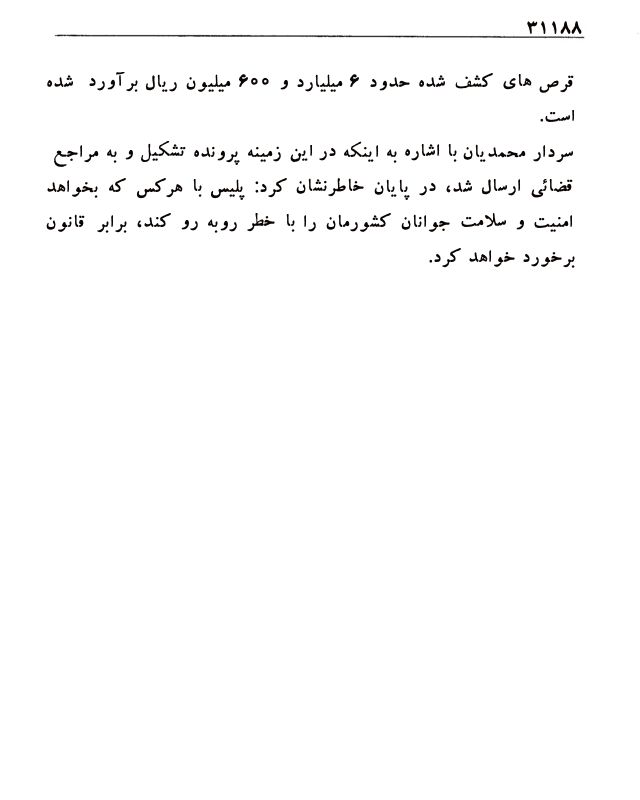 ۳۱۱۸۸
قرص های کشف شده حدود ۶ میلیارد و ۶۰۰ میلیون ریال برآورد شده
است.
سردار محمدیان با اشاره به اینکه در این زمینه پرونده تشکیل و به مراجع
قضائی ارسال شد، در پایان خاطرنشان کرد: پلیس با هرکس که بخواهد
امنیت و سلامت جوانان کشورمان را با خطر روبه رو کند، برابر قانون
برخورد خواهد کرد.